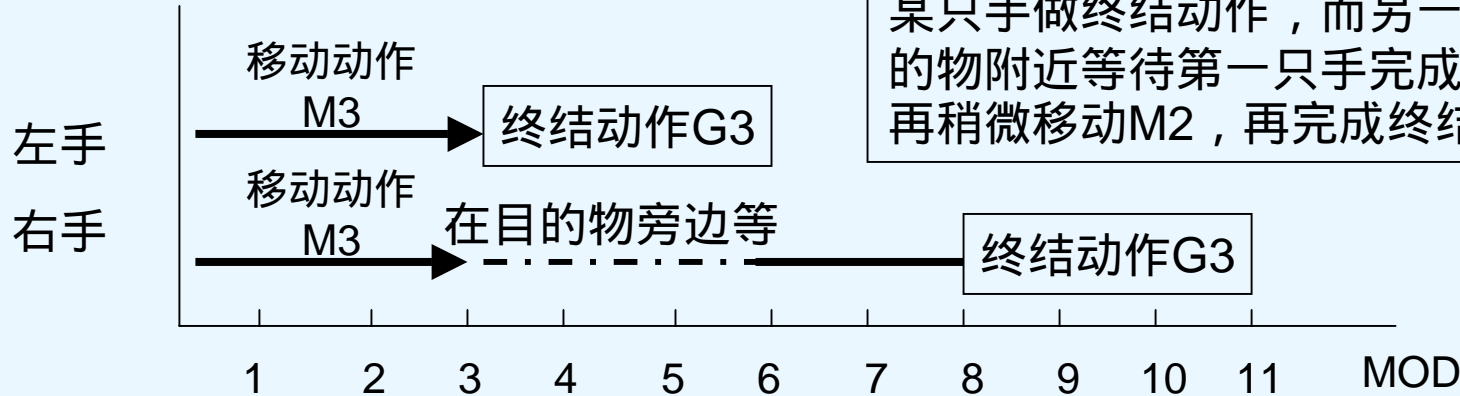 某只手做终结动作，而另一
的物附近等待第一只手完成
再稍微移动M2，再完成终结
移动动作
M3
终结动作G3
左手
移动动作
M3
在目的物旁边等
终结动作G3
右手
1 2 3 4 5 6 7 8 9 10 11 MOD